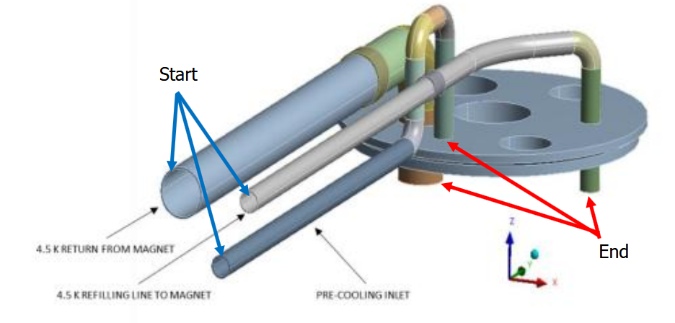 Start
4.5 K RETURN FROM MAGNET
4.5 K REFILLING LINE TO MAGNET
PRE-COOLING INLET
End
Z
Y
X